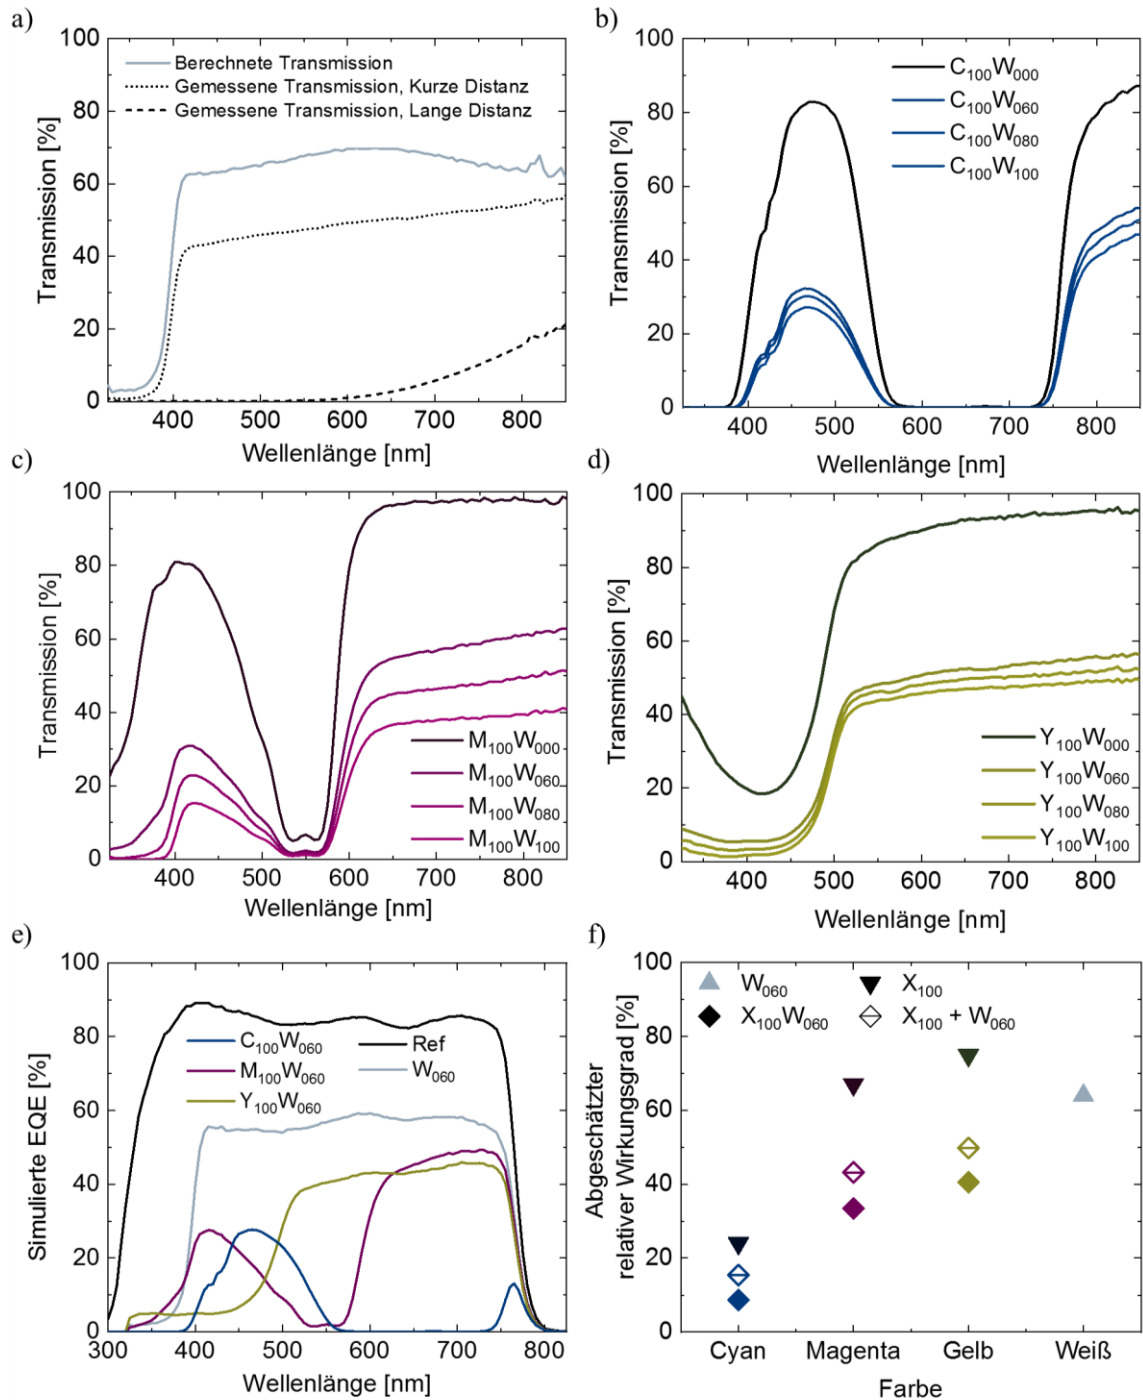 a)
100
80
60
40
20
0
Transmission [%]
Berechnete Transmission
Gemessene Transmission, Kurze Distanz
Gemessene Transmission, Lange Distanz
400 500 600 700 800
Wellenlänge [nm]
b)
100
80
60
40
20
0
Transmission [%]
C100W000
C100W060
C100W080
C100W100
400 500 600 700 800
Wellenlänge [nm]
c)
100
80
60
40
20
0
Transmission [%]
M100W000
M100W060
M100W080
M100W100
400 500 600 700 800
Wellenlänge [nm]
d)
100
80
60
40
20
0
Transmission [%]
Y100W000
Y100W060
Y100W080
Y100W100
400 500 600 700 800
Wellenlänge [nm]
e)
100
80
60
40
20
0
Simulierte EQE [%]
C100W060
M100W060
Y100W060
Ref
W060
300 400 500 600 700 800
Wellenlänge [nm]
f)
100
80
60
40
20
0
Abgeschätzter
relativer Wirkungsgrad [%]
W060
X100
X100W060
X100 + W060
Cyan Magenta Gelb Weiß
Farbe